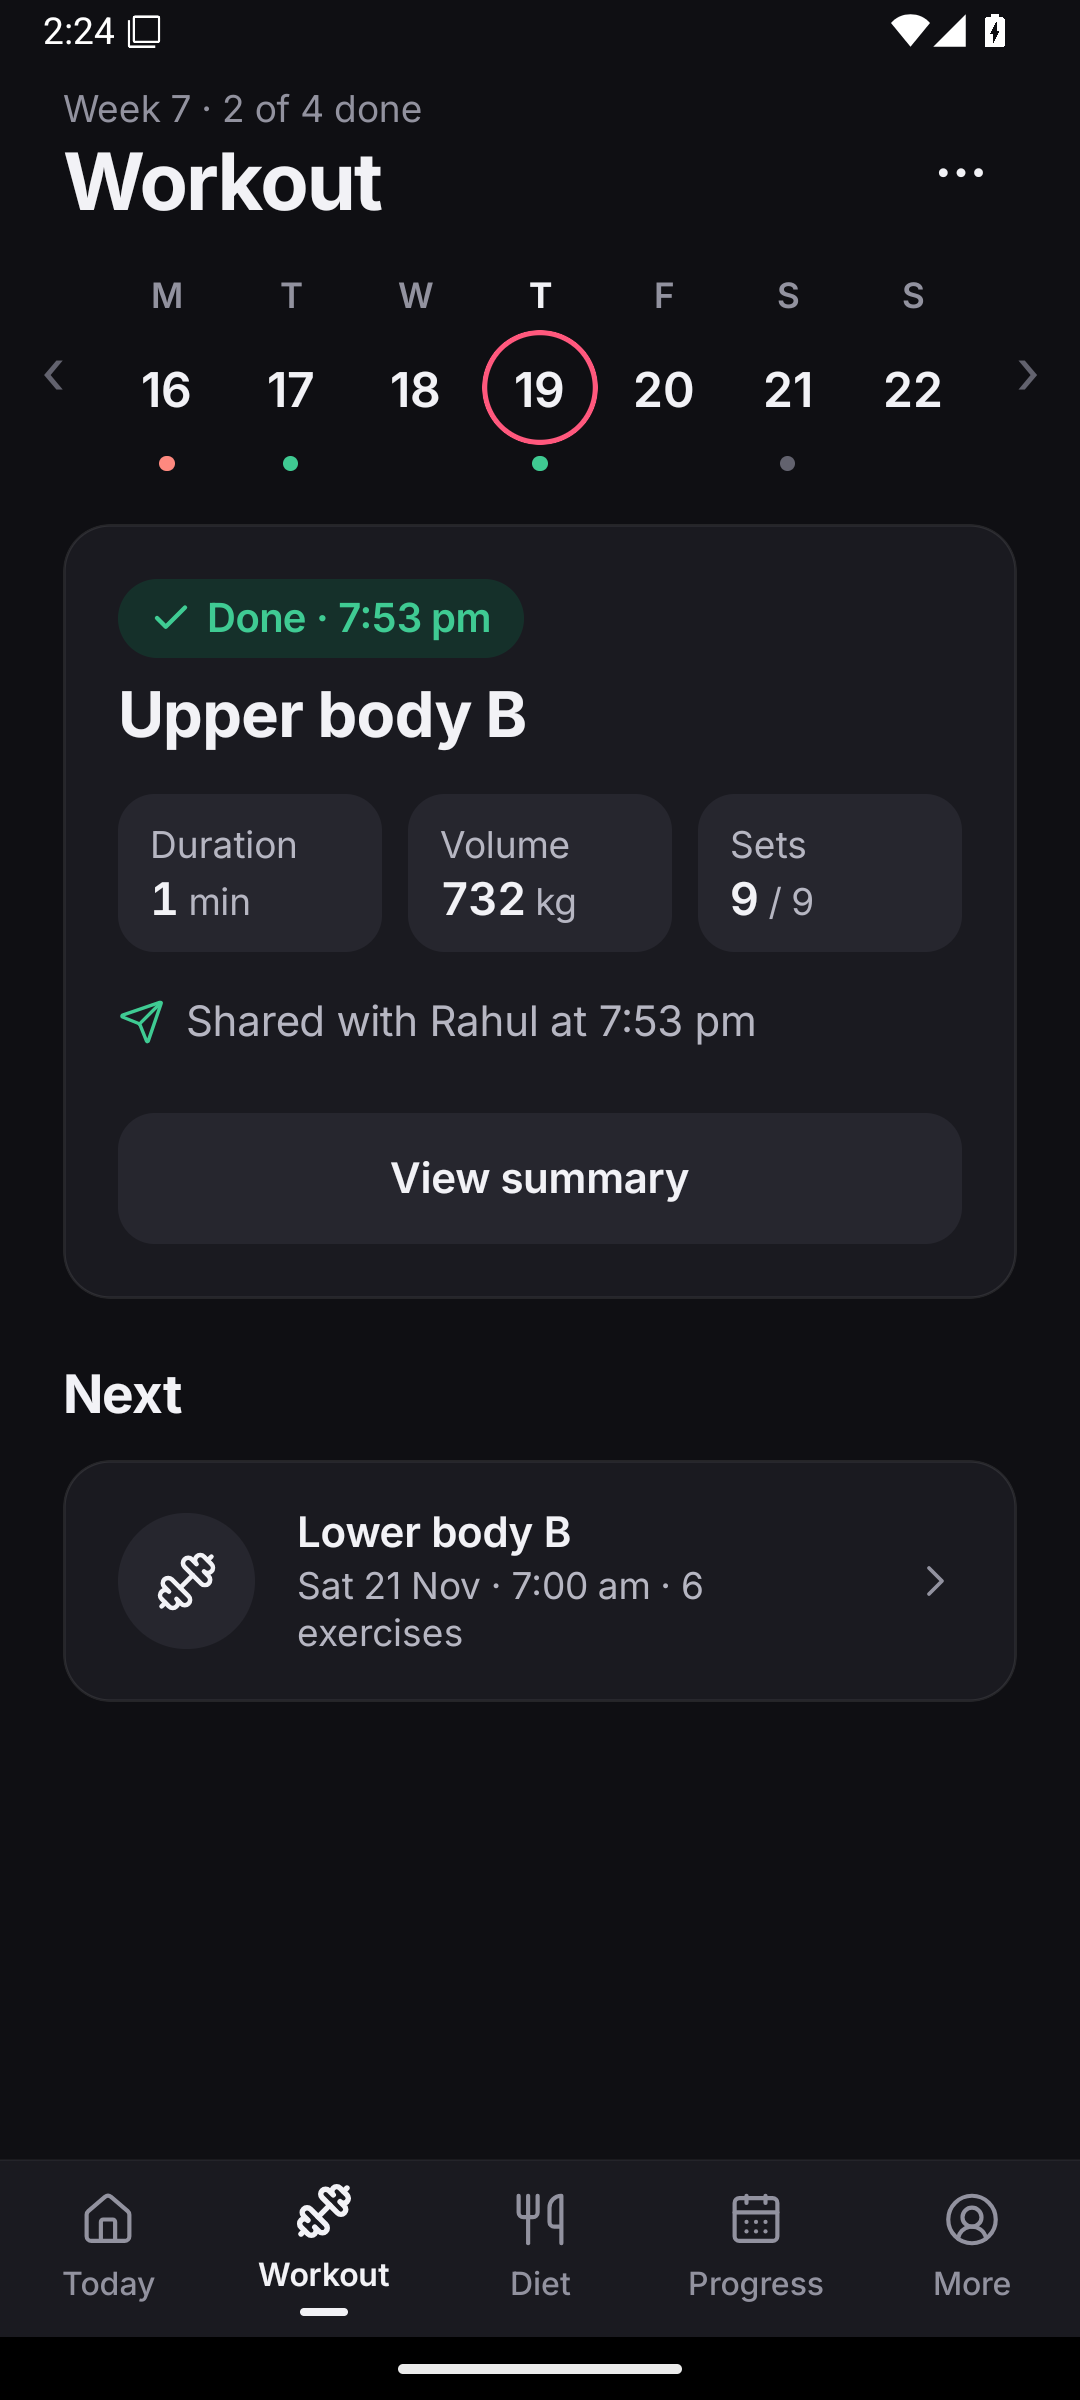 2:24
Week 7 · 2 of 4 done
Workout
M T W T F S S
16 17 18 19 20 21 22
Done · 7:53 pm
Upper body B
Duration Volume Sets
1 min 732 kg 9 / 9
Shared with Rahul at 7:53 pm
View summary
Next
Lower body B
Sat 21 Nov · 7:00 am · 6
exercises
Today Workout Diet Progress More